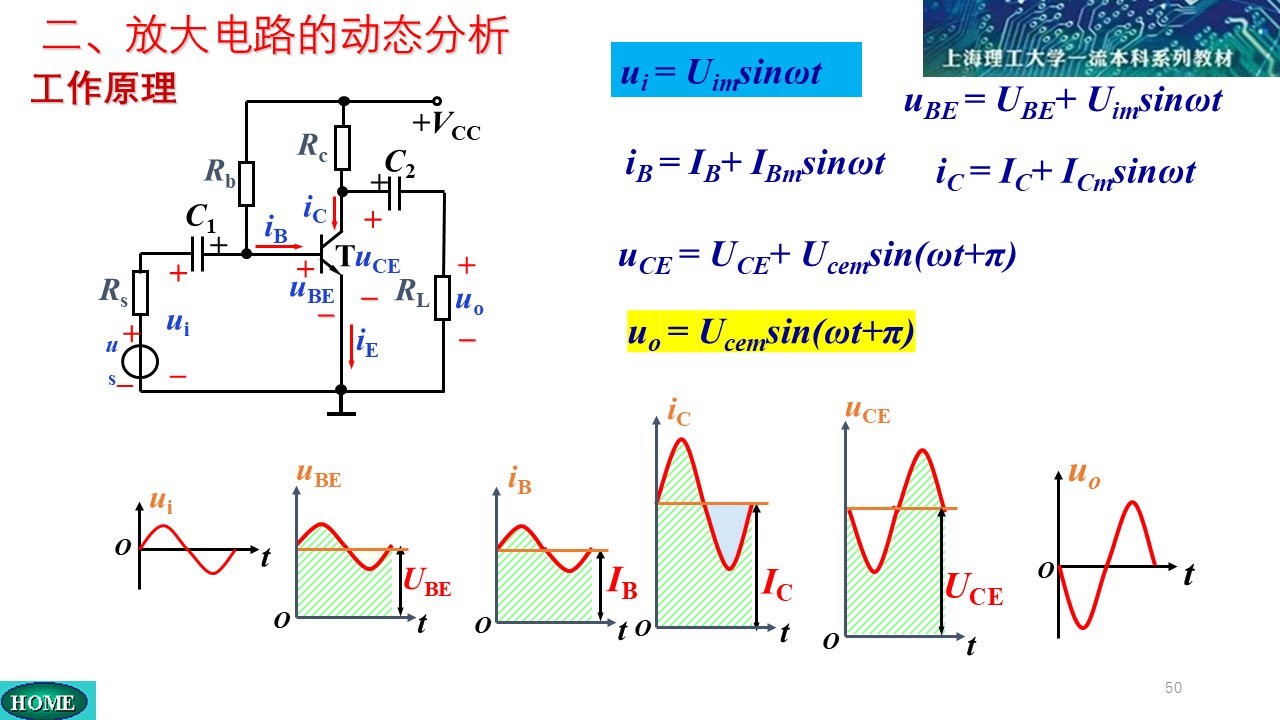 二、放大电路的动态分析
工作原理
上海理工大学一流本科系列教材
ui = Uimsinωt
uBE = UBE+ Uimsinωt
iB = IB+ IBmsinωt
iC = IC+ ICmsinωt
uCE = UCE+ Ucemsin(ωt+π)
uo = Ucemsin(ωt+π)
+VCC
Rc
C2
+
Rb
iC
+
C1
+
iB
T
uCE
+
+
+
Rs
uBE
−
RL
uo
ui
−
−
+
us
iE
−
−
ui
O
t
uBE
UBE
O
t
iB
IB
O
t
iC
IC
O
t
uCE
UCE
O
t
uo
O
t
HOME
50